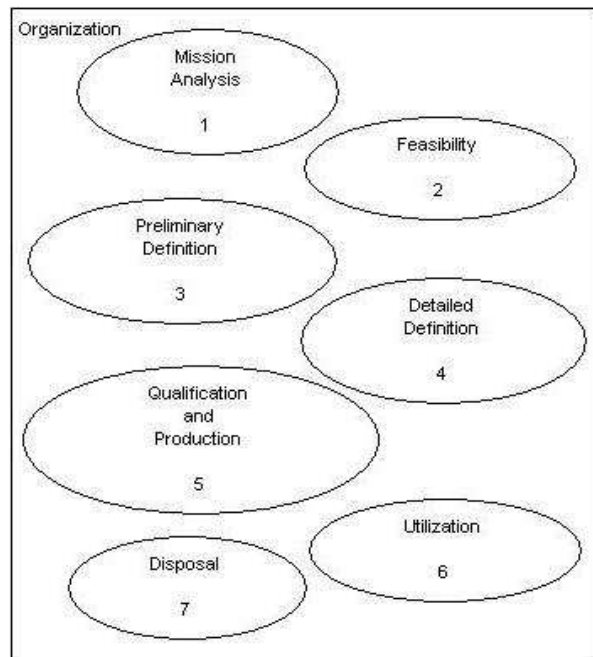 Organization
Mission
Analysis
1
Feasibility
2
Preliminary
Definition
3
Detailed
Definition
4
Qualification
and
Production
5
Utilization
6
Disposal
7